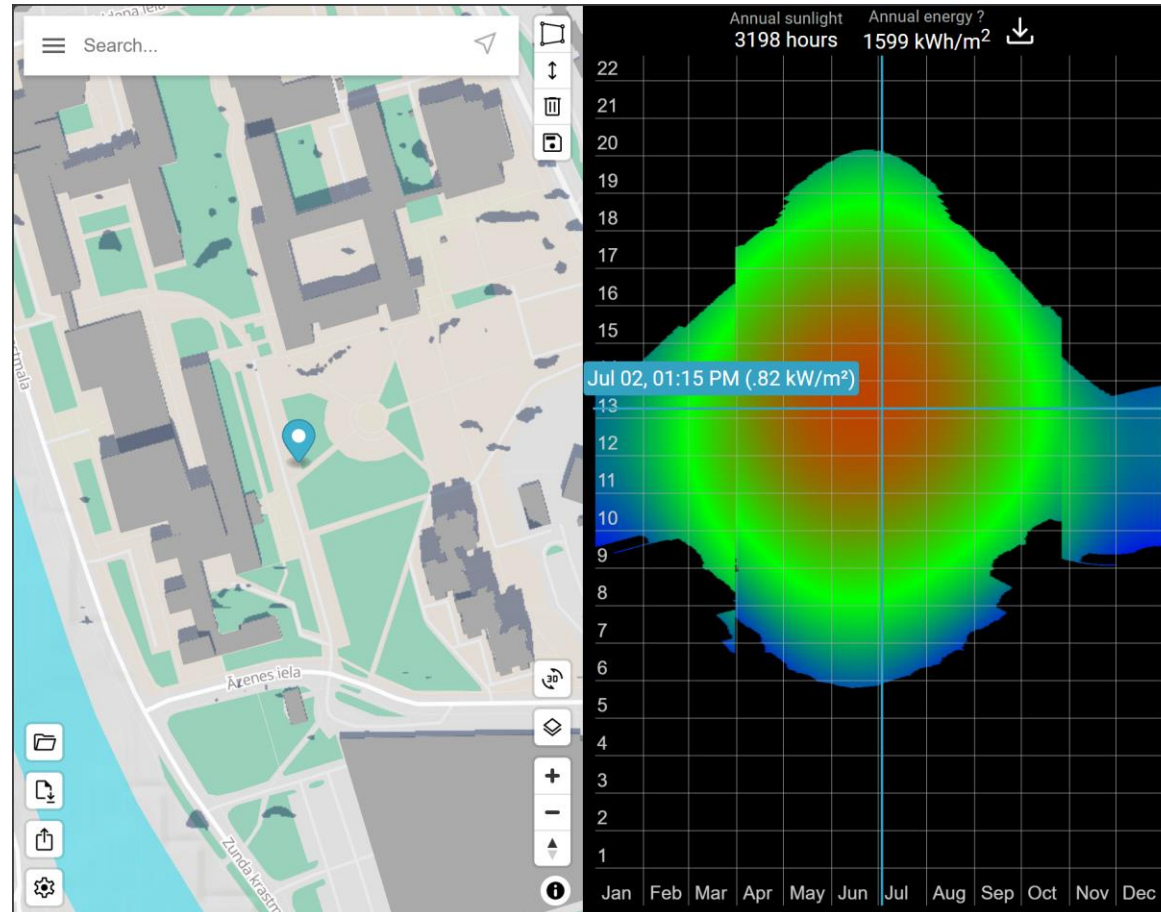 Search...
Ārenes iela
Zunda krastmala
30
Annual sunlight
3198 hours
Annual energy ?
1599 kWh/m²
22
21
20
19
18
17
16
15
Jul 02, 01:15 PM (.82 kW/m²)
13
12
11
10
9
8
7
6
5
4
3
2
1
Jan Feb Mar Apr May Jun Jul Aug Sep Oct Nov Dec